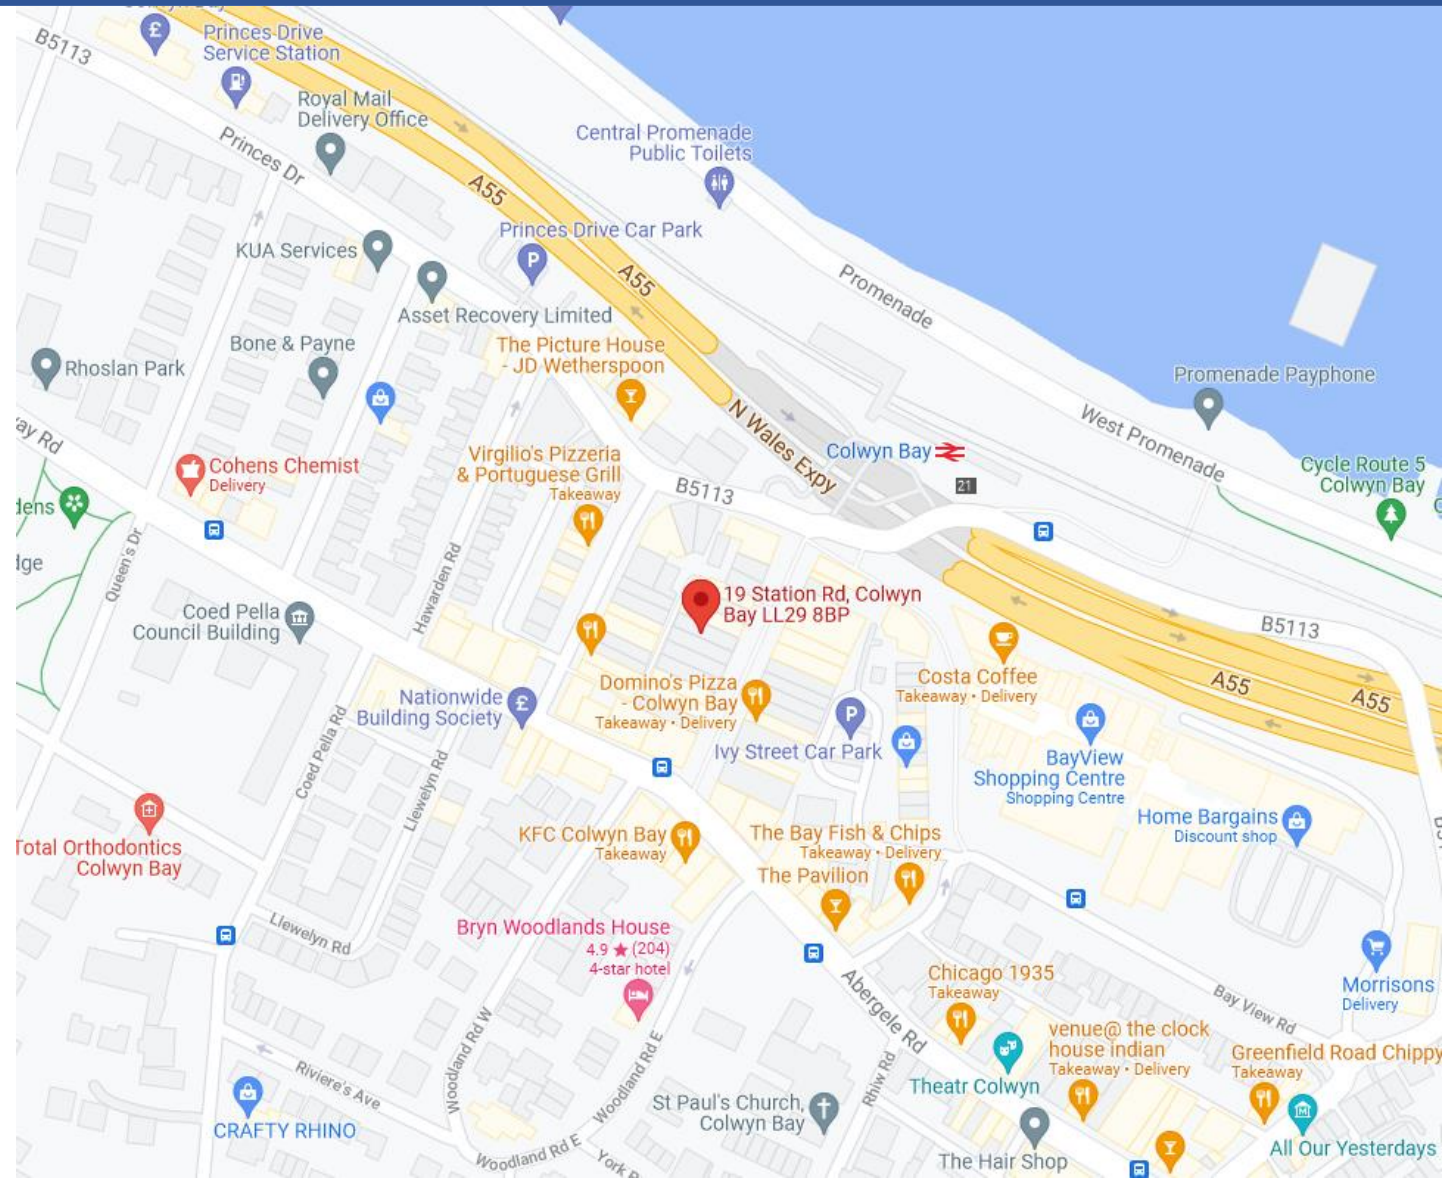 B5113
Princes Drive
Service Station
Royal Mail
Delivery Office
Princes Dr
A55
Central Promenade
Public Toilets
Princes Drive Car Park
KUA Services
A55
Promenade
Asset Recovery Limited
Bone & Payne
The Picture House
- JD Wetherspoon
Rhoslan Park
Promenade Payphone
N Wales Expy
West Promenade
Colwyn Bay
Virgilio's Pizzeria
& Portuguese Grill
Takeaway
Cohens Chemist
Delivery
Cycle Route 5
Colwyn Bay
B5113
21
Queen's Dr
Hawarden Rd
19 Station Rd, Colwyn
Bay LL29 8BP
Coed Pella
Council Building
B5113
Costa Coffee
Takeaway • Delivery
A55
A55
Nationwide
Building Society
Domino's Pizza
- Colwyn Bay
Takeaway • Delivery
P
Ivy Street Car Park
BayView
Shopping Centre
Shopping Centre
Coed Pella Rd
Llewelyn Rd
Home Bargains
Discount shop
Total Orthodontics
Colwyn Bay
KFC Colwyn Bay
Takeaway
The Bay Fish & Chips
Takeaway • Delivery
The Pavilion
Llewelyn Rd
Bryn Woodlands House
4.9 ★ (204)
4-star hotel
Abergele Rd
Chicago 1935
Takeaway
Morrisons
Delivery
Bay View Rd
venue@ the clock
house indian
Takeaway • Delivery
Greenfield Road Chippy
Takeaway
Woodland Rd W
Woodland Rd E
Rhiw Rd
Theatr Colwyn
Riviere's Ave
CRAFTY RHINO
St Paul's Church,
Colwyn Bay
Woodland Rd E
The Hair Shop
All Our Yesterdays